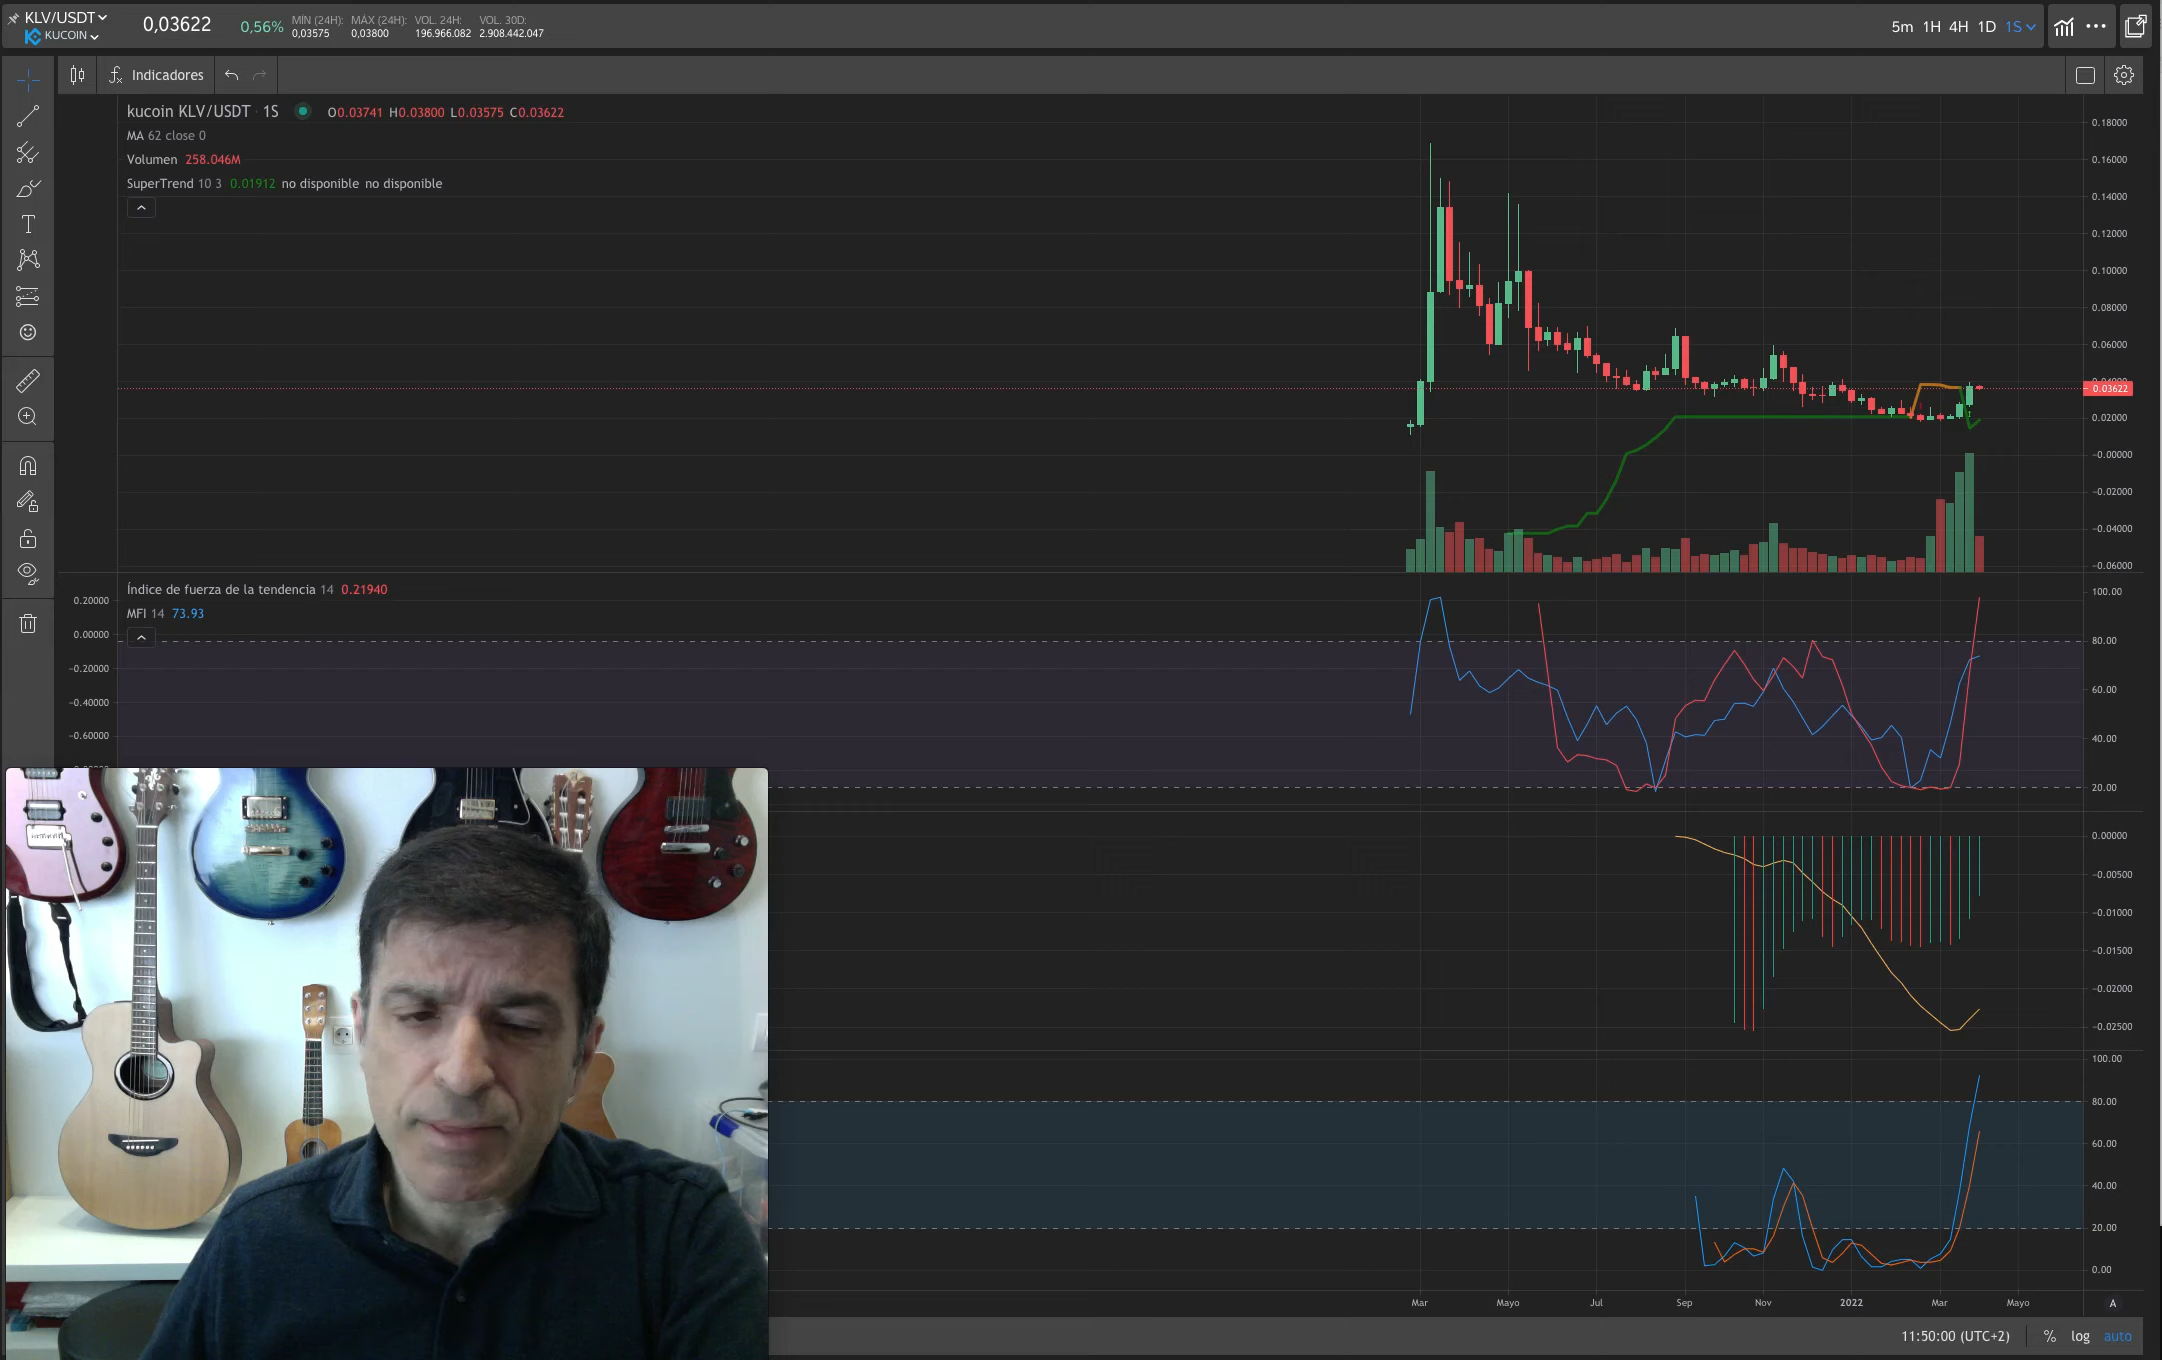 KLV/USDT
KUCOIN
0,03622
0,56%
MÍN (24H):
0,03575
MÁX (24H):
0,03800
VOL. 24H:
196.966.082
VOL. 30D:
2.908.442.047
5m 1H 4H 1D 1S
Indicadores
kucoin KLV/USDT · 1S O0.03741 H0.03800 L0.03575 C0.03622
MA 62 close 0
Volumen 258.046M
SuperTrend 10 3 0.01912 no disponible no disponible
0.18000
0.16000
0.14000
0.12000
0.10000
0.08000
0.06000
0.03622
0.02000
−0.00000
−0.02000
−0.04000
−0.06000
Índice de fuerza de la tendencia 14 0.21940
MFI 14 73.93
0.20000
0.00000
−0.20000
−0.40000
−0.60000
100.00
80.00
60.00
40.00
20.00
0.00000
−0.00500
−0.01000
−0.01500
−0.02000
−0.02500
100.00
80.00
60.00
40.00
20.00
0.00
Mar Mayo Jul Sep Nov 2022 Mar Mayo A
11:50:00 (UTC+2) % log auto